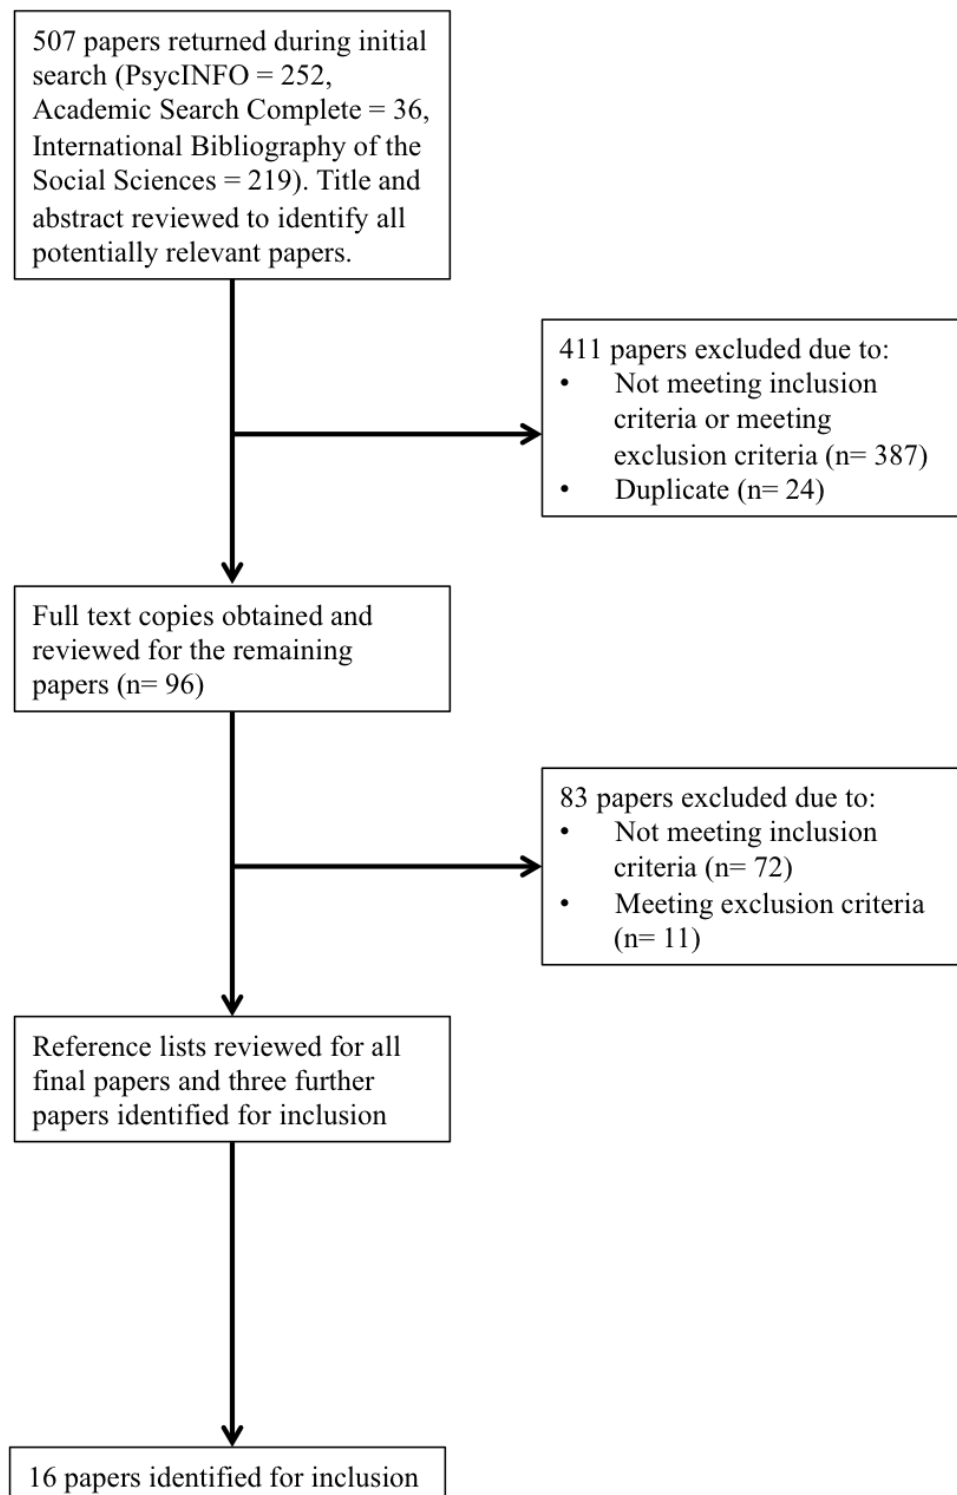 507 papers returned during initial
search (PsycINFO = 252,
Academic Search Complete = 36,
International Bibliography of the
Social Sciences = 219). Title and
abstract reviewed to identify all
potentially relevant papers.
411 papers excluded due to:
• Not meeting inclusion
criteria or meeting
exclusion criteria (n= 387)
• Duplicate (n= 24)
Full text copies obtained and
reviewed for the remaining
papers (n= 96)
83 papers excluded due to:
• Not meeting inclusion
criteria (n= 72)
• Meeting exclusion criteria
(n= 11)
Reference lists reviewed for all
final papers and three further
papers identified for inclusion
16 papers identified for inclusion